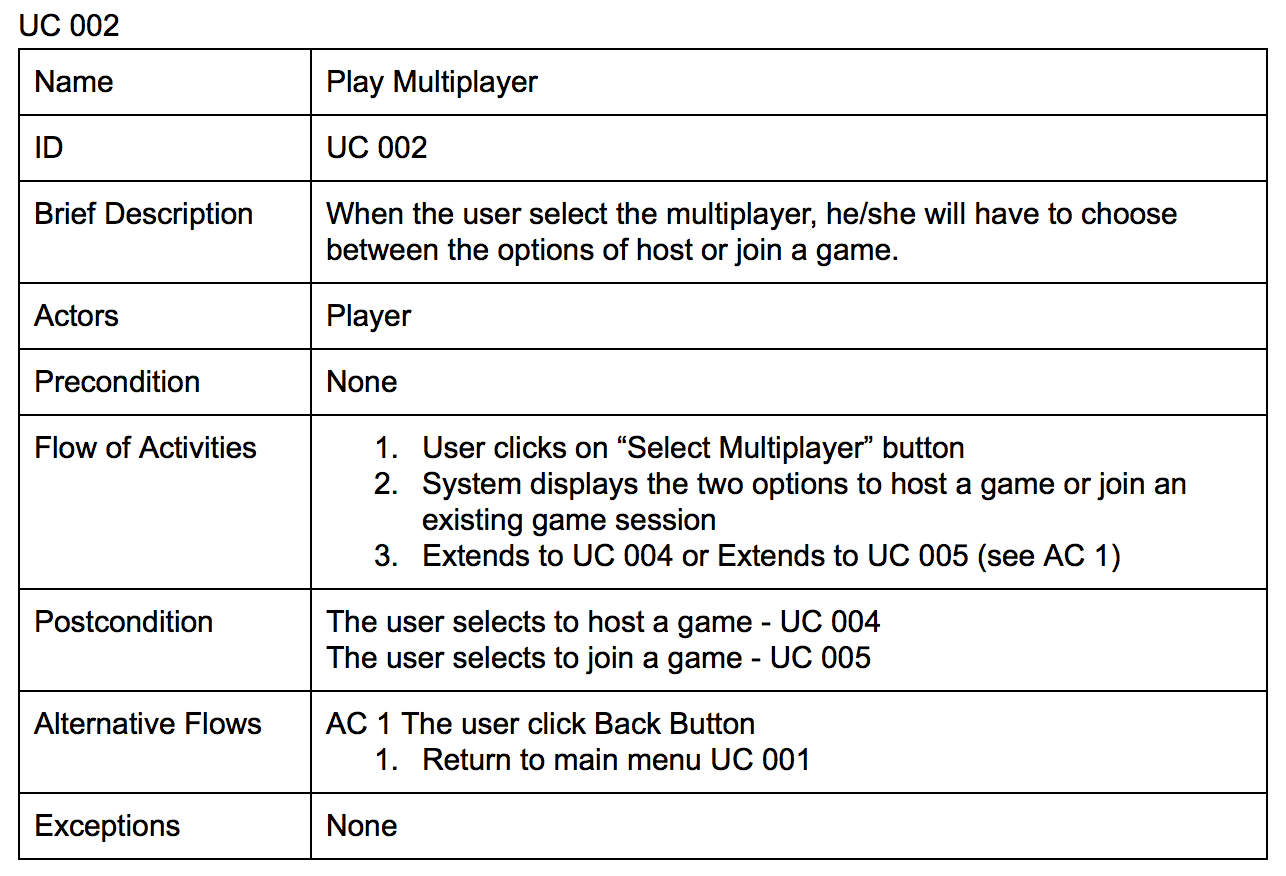 UC 002
Name
Play Multiplayer
ID
UC 002
Brief Description
When the user select the multiplayer, he/she will have to choose
between the options of host or join a game.
Actors
Player
Precondition
None
Flow of Activities
1. User clicks on “Select Multiplayer” button
2. System displays the two options to host a game or join an
existing game session
3. Extends to UC 004 or Extends to UC 005 (see AC 1)
Postcondition
The user selects to host a game - UC 004
The user selects to join a game - UC 005
Alternative Flows
AC 1 The user click Back Button
1. Return to main menu UC 001
Exceptions
None